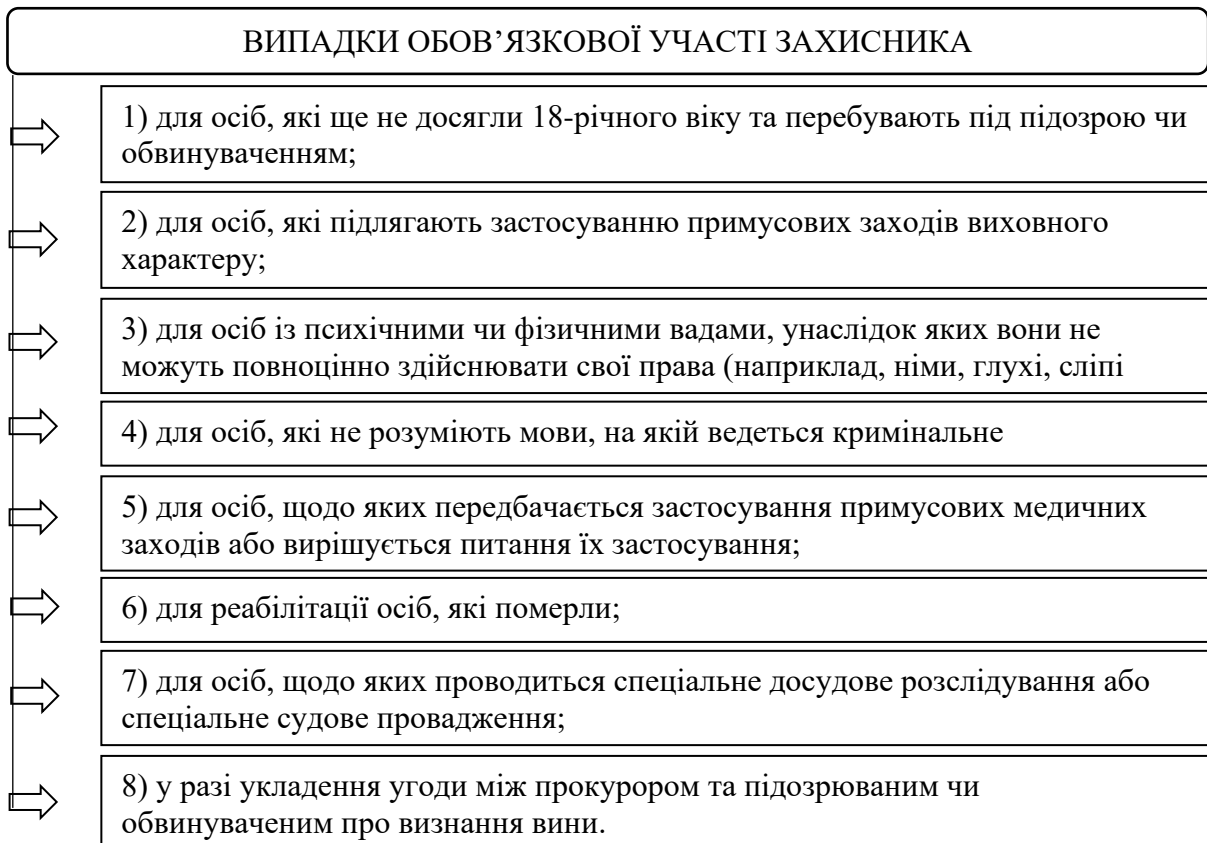 ВИПАДКИ ОБОВ’ЯЗКОВОЇ УЧАСТІ ЗАХИСНИКА
1) для осіб, які ще не досягли 18-річного віку та перебувають під підозрою чи
обвинуваченням;
2) для осіб, які підлягають застосуванню примусових заходів виховного
характеру;
3) для осіб із психічними чи фізичними вадами, унаслідок яких вони не
можуть повноцінно здійснювати свої права (наприклад, німи, глухі, сліпі
4) для осіб, які не розуміють мови, на якій ведеться кримінальне
5) для осіб, щодо яких передбачається застосування примусових медичних
заходів або вирішується питання їх застосування;
6) для реабілітації осіб, які померли;
7) для осіб, щодо яких проводиться спеціальне досудове розслідування або
спеціальне судове провадження;
8) у разі укладення угоди між прокурором та підозрюваним чи
обвинуваченим про визнання вини.